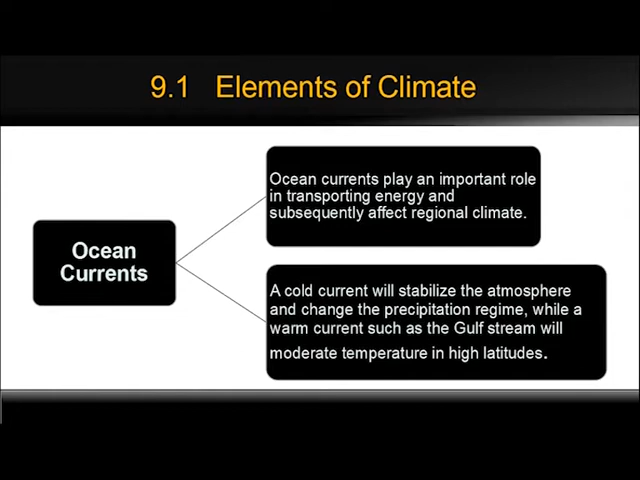 9.1 Elements of Climate
Ocean
Currents
Ocean currents play an important role
in transporting energy and
subsequently affect regional climate.
A cold current will stabilize the atmosphere
and change the precipitation regime, while a
warm current such as the Gulf stream will
moderate temperature in high latitudes.